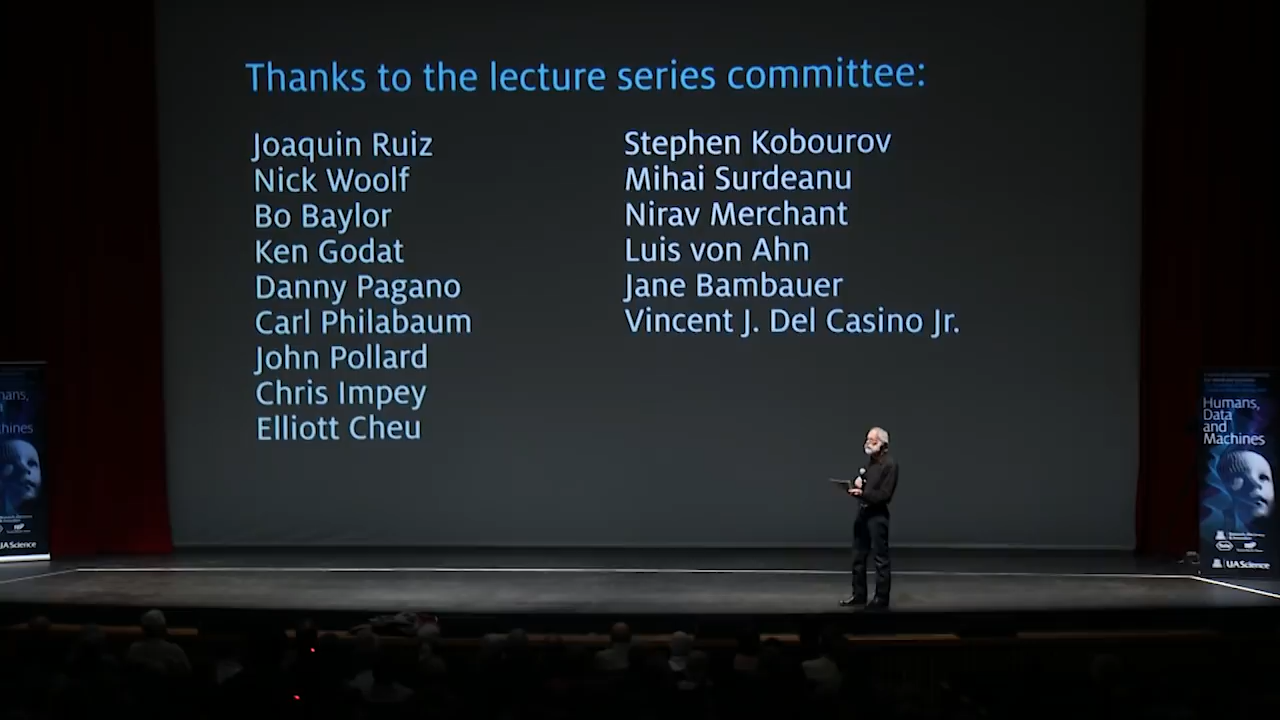 Thanks to the lecture series committee:
Joaquin Ruiz
Nick Woolf
Bo Baylor
Ken Godat
Danny Pagano
Carl Philabaum
John Pollard
Chris Impey
Elliott Cheu
Stephen Kobourov
Mihai Surdeanu
Nirav Merchant
Luis von Ahn
Jane Bambauer
Vincent J. Del Casino Jr.
Humans,
Data
and
Machines
UA Science
UA Science